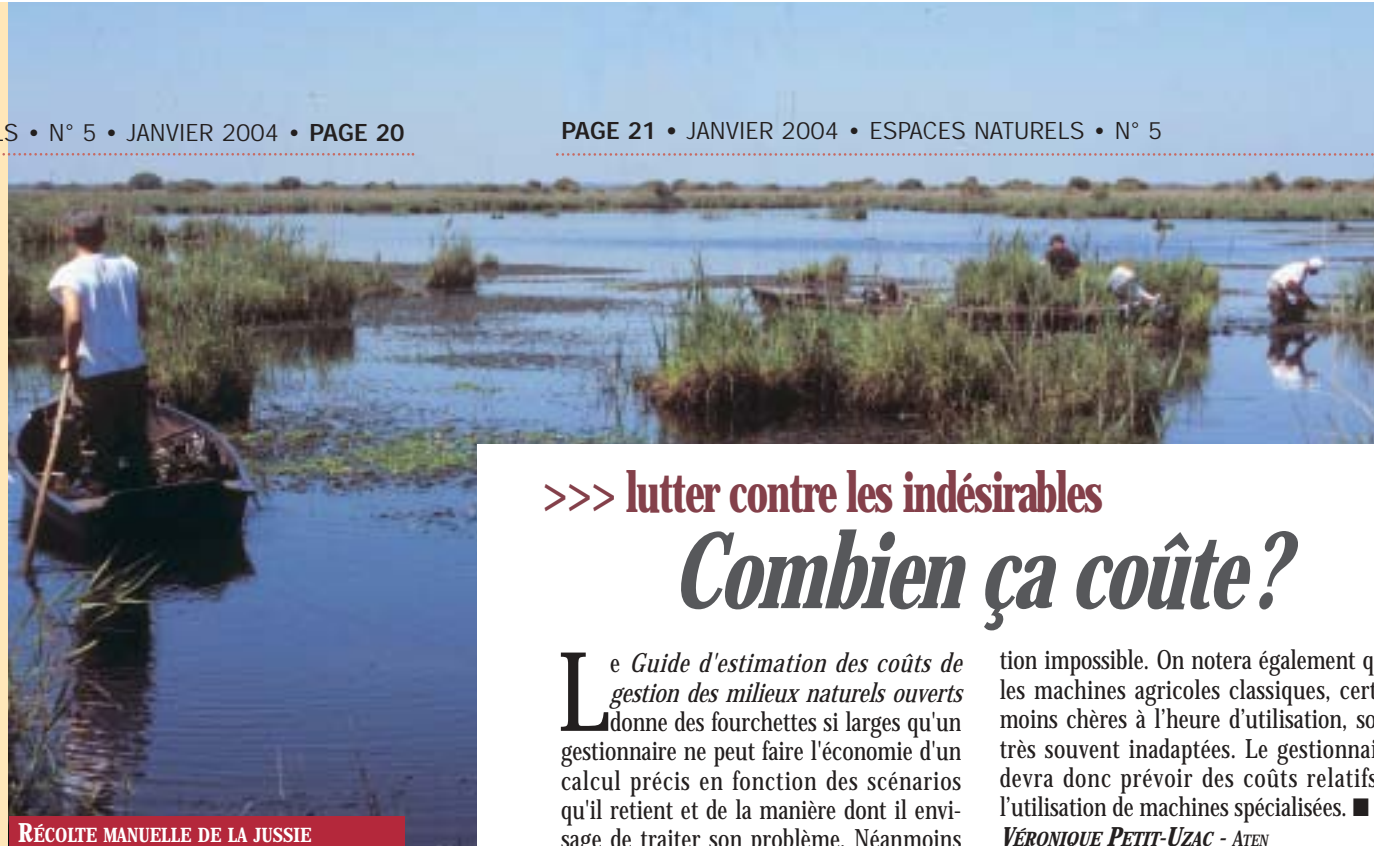 S • N° 5 • JANVIER 2004 • PAGE 20
PAGE 21 • JANVIER 2004 • ESPACES NATURELS • N° 5
>>> lutter contre les indésirables
Combien ça coûte?
Le Guide d'estimation des coûts de
gestion des milieux naturels ouverts
donne des fourchettes si larges qu'un
gestionnaire ne peut faire l'économie d'un
calcul précis en fonction des scénarios
qu'il retient et de la manière dont il envi-
sage de traiter son problème. Néanmoins
tion impossible. On notera également q
les machines agricoles classiques, cert
moins chères à l'heure d'utilisation, so
très souvent inadaptées. Le gestionnai
devra donc prévoir des coûts relatifs
l'utilisation de machines spécialisées. ■
VÉRONIQUE PETIT-UZAC - ATEN
RÉCOLTE MANUELLE DE LA JUSSIE